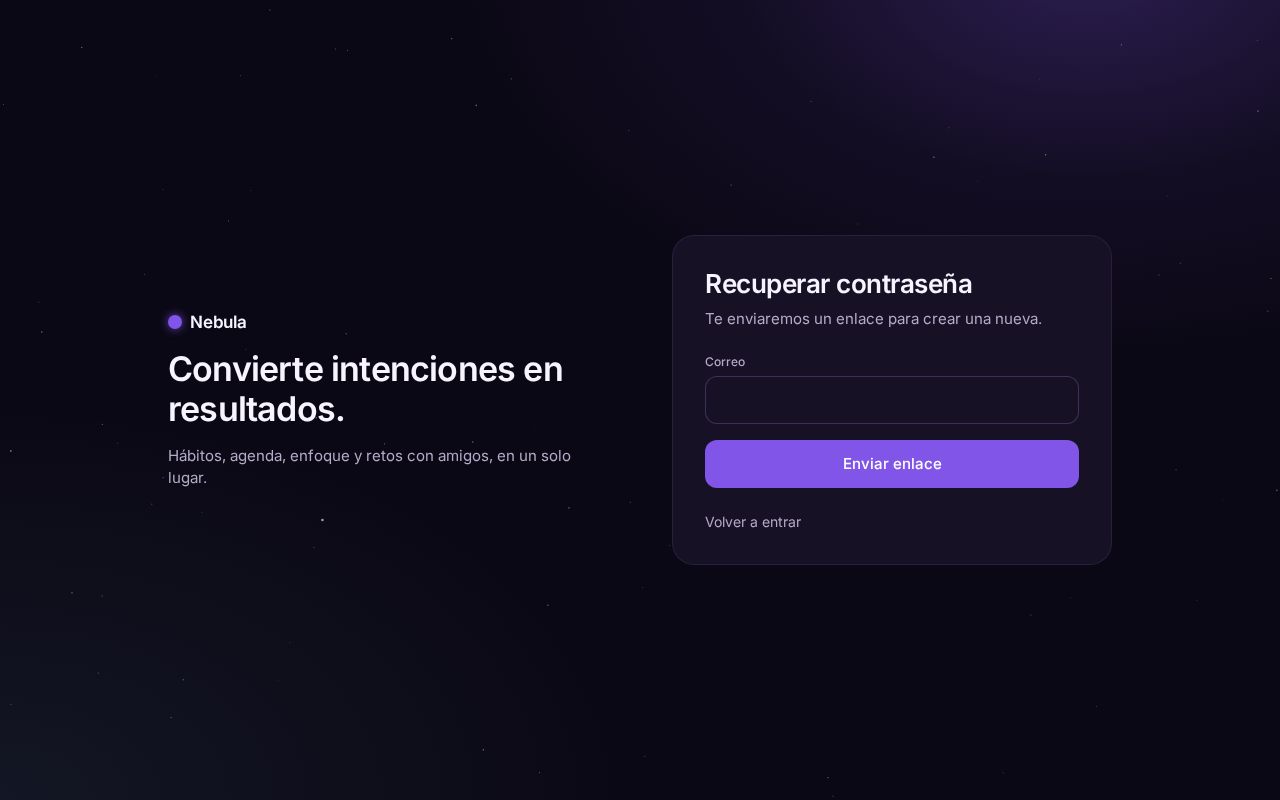 Nebula
Convierte intenciones en
resultados.
Hábitos, agenda, enfoque y retos con amigos, en un solo
lugar.
Recuperar contraseña
Te enviaremos un enlace para crear una nueva.
Correo
Enviar enlace
Volver a entrar